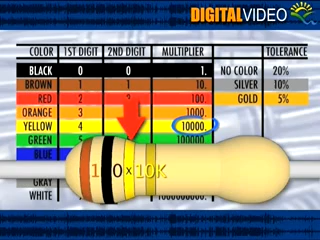 DIGITALVIDEO
COLOR 1ST DIGIT 2ND DIGIT MULTIPLIER TOLERANCE
BLACK 0 0 1. NO COLOR 20%
BROWN 1 1 10. SILVER 10%
RED 2 2 100. GOLD 5%
ORANGE 3 1000.
YELLOW 4 10000.
GREEN 5 100000.
BLUE
1 0 x 10K
GRAY
WHITE